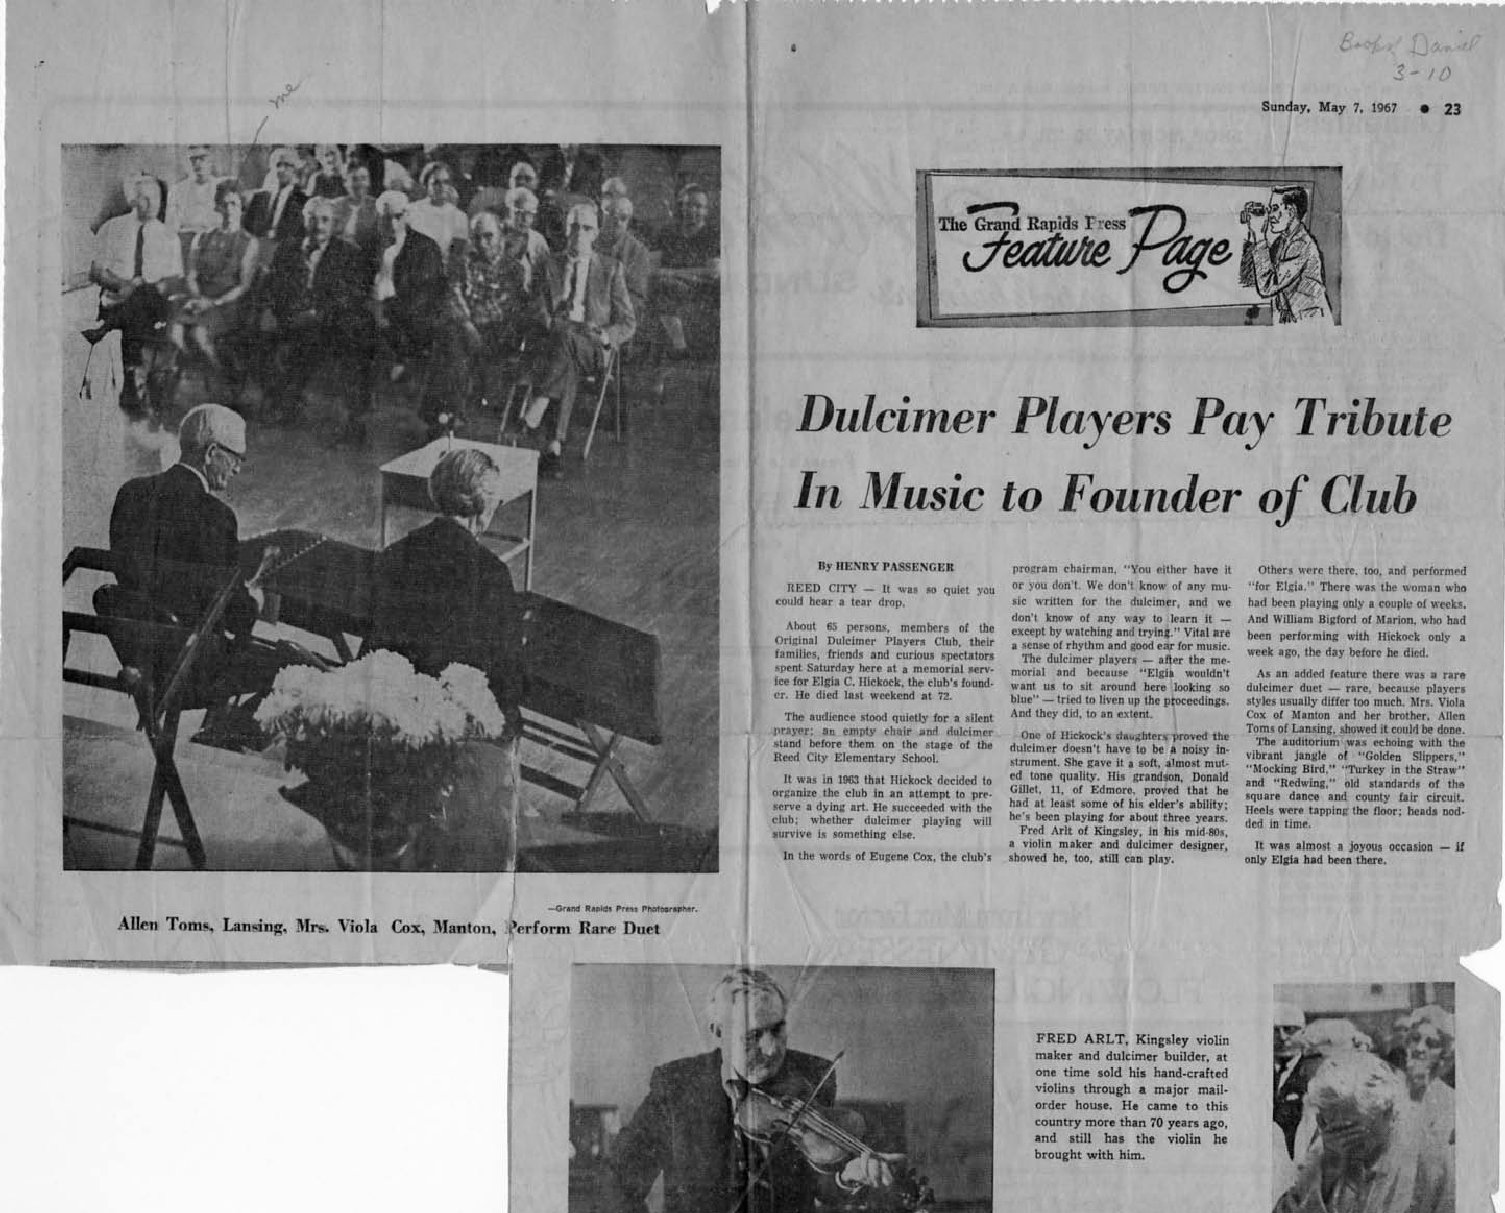 Daniel
3-10
me
Sunday, May 7, 1967 • 23
The Grand Rapids Press
Feature Page
Dulcimer Players Pay Tribute
In Music to Founder of Club
By HENRY PASSENGER
REED CITY — It was so quiet you
could hear a tear drop.
About 65 persons, members of the
Original Dulcimer Players Club, their
families, friends and curious spectators
spent Saturday here at a memorial serv-
ice for Elgia C. Hickock, the club's found-
er. He died last weekend at 72.
The audience stood quietly for a silent
prayer; an empty chair and dulcimer
stand before them on the stage of the
Reed City Elementary School.
It was in 1963 that Hickock decided to
organize the club in an attempt to pre-
serve a dying art. He succeeded with the
club; whether dulcimer playing will
survive is something else.
In the words of Eugene Cox, the club's
program chairman, "You either have it
or you don't. We don't know of any mu-
sic written for the dulcimer, and we
don't know of any way to learn it —
except by watching and trying." Vital are
a sense of rhythm and good ear for music.
The dulcimer players — after the me-
morial and because "Elgia wouldn't
want us to sit around here looking so
blue" — tried to liven up the proceedings.
And they did, to an extent.
One of Hickock's daughters proved the
dulcimer doesn't have to be a noisy in-
strument. She gave it a soft, almost mut-
ed tone quality. His grandson, Donald
Gillet, 11, of Edmore, proved that he
had at least some of his elder's ability;
he's been playing for about three years.
Fred Arlt of Kingsley, in his mid-80s,
a violin maker and dulcimer designer,
showed he, too, still can play.
Others were there, too, and performed
"for Elgia." There was the woman who
had been playing only a couple of weeks.
And William Bigford of Marion, who had
been performing with Hickock only a
week ago, the day before he died.
As an added feature there was a rare
dulcimer duet — rare, because players
styles usually differ too much. Mrs. Viola
Cox of Manton and her brother, Allen
Toms of Lansing, showed it could be done.
The auditorium was echoing with the
vibrant jangle of "Golden Slippers,"
"Mocking Bird," "Turkey in the Straw"
and "Redwing," old standards of the
square dance and county fair circuit.
Heels were tapping the floor; heads nod-
ded in time.
It was almost a joyous occasion — if
only Elgia had been there.
—Grand Rapids Press Photographer.
Allen Toms, Lansing, Mrs. Viola Cox, Manton, Perform Rare Duet
FRED ARLT, Kingsley violin
maker and dulcimer builder, at
one time sold his hand-crafted
violins through a major mail-
order house. He came to this
country more than 70 years ago,
and still has the violin he
brought with him.